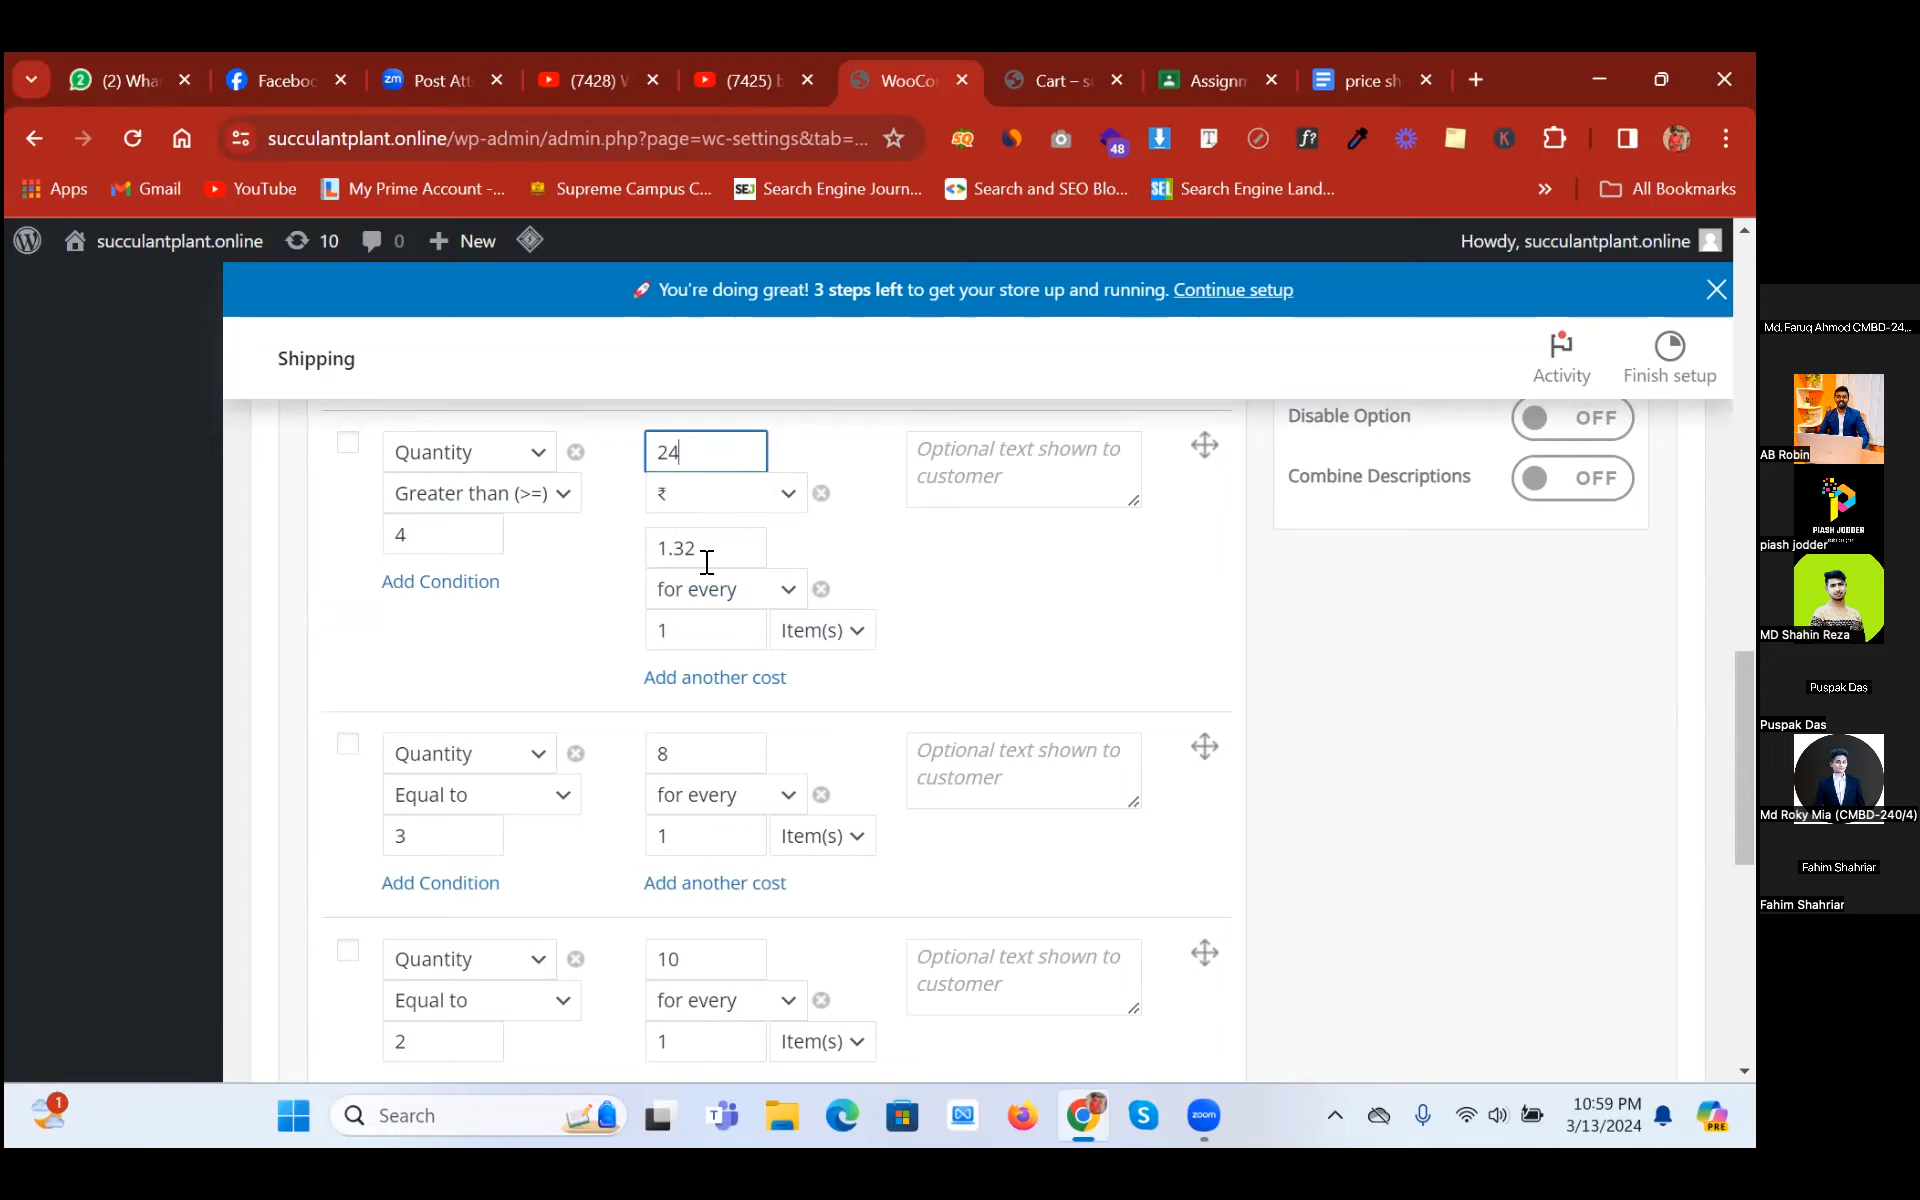 (2) Wha
Faceboo
Post Att
(7428) V
(7425) b
WooCo
Cart – s
Assignm
price sh
succulantplant.online/wp-admin/admin.php?page=wc-settings&tab=...
48
Apps
Gmail
YouTube
My Prime Account -...
Supreme Campus C...
Search Engine Journ...
Search and SEO Blo...
Search Engine Land...
All Bookmarks
succulantplant.online
10
0
New
Howdy, succulantplant.online
You're doing great! 3 steps left to get your store up and running. Continue setup
Shipping
Activity
Finish setup
Disable Option
OFF
Combine Descriptions
OFF
Quantity
Greater than (>=)
4
Add Condition
24
₹
1.32
for every
1
Item(s)
Add another cost
Optional text shown to
customer
Quantity
Equal to
3
Add Condition
8
for every
1
Item(s)
Add another cost
Optional text shown to
customer
Quantity
Equal to
2
10
for every
1
Item(s)
Optional text shown to
customer
Md. Faruq Ahmod CMBD-24...
AB Robin
PIASH JODDER
piash jodder
MD Shahin Reza
Puspak Das
Puspak Das
Md Roky Mia (CMBD-240/4)
Fahim Shahriar
Fahim Shahriar
1
Search
zoom
10:59 PM
3/13/2024
PRE